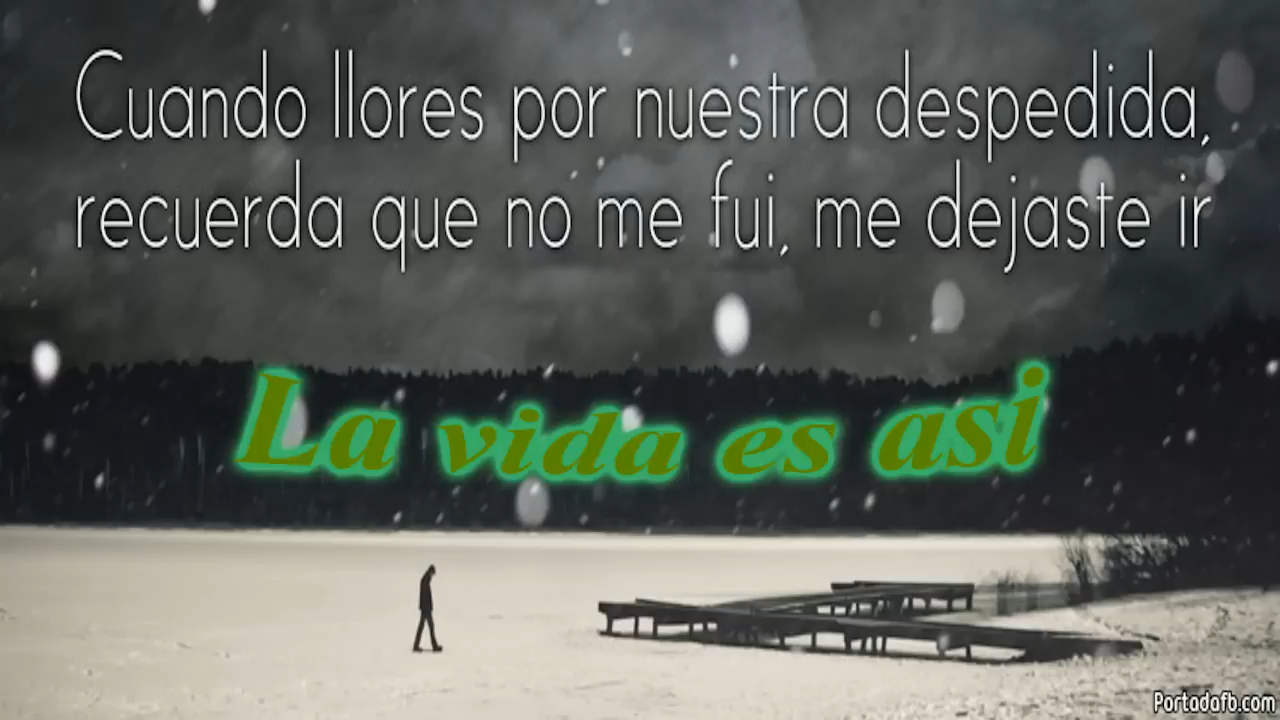 Cuando llores por nuestra despedida,
recuerda que no me fui, me dejaste ir
La vida es asi
Portadafb.com